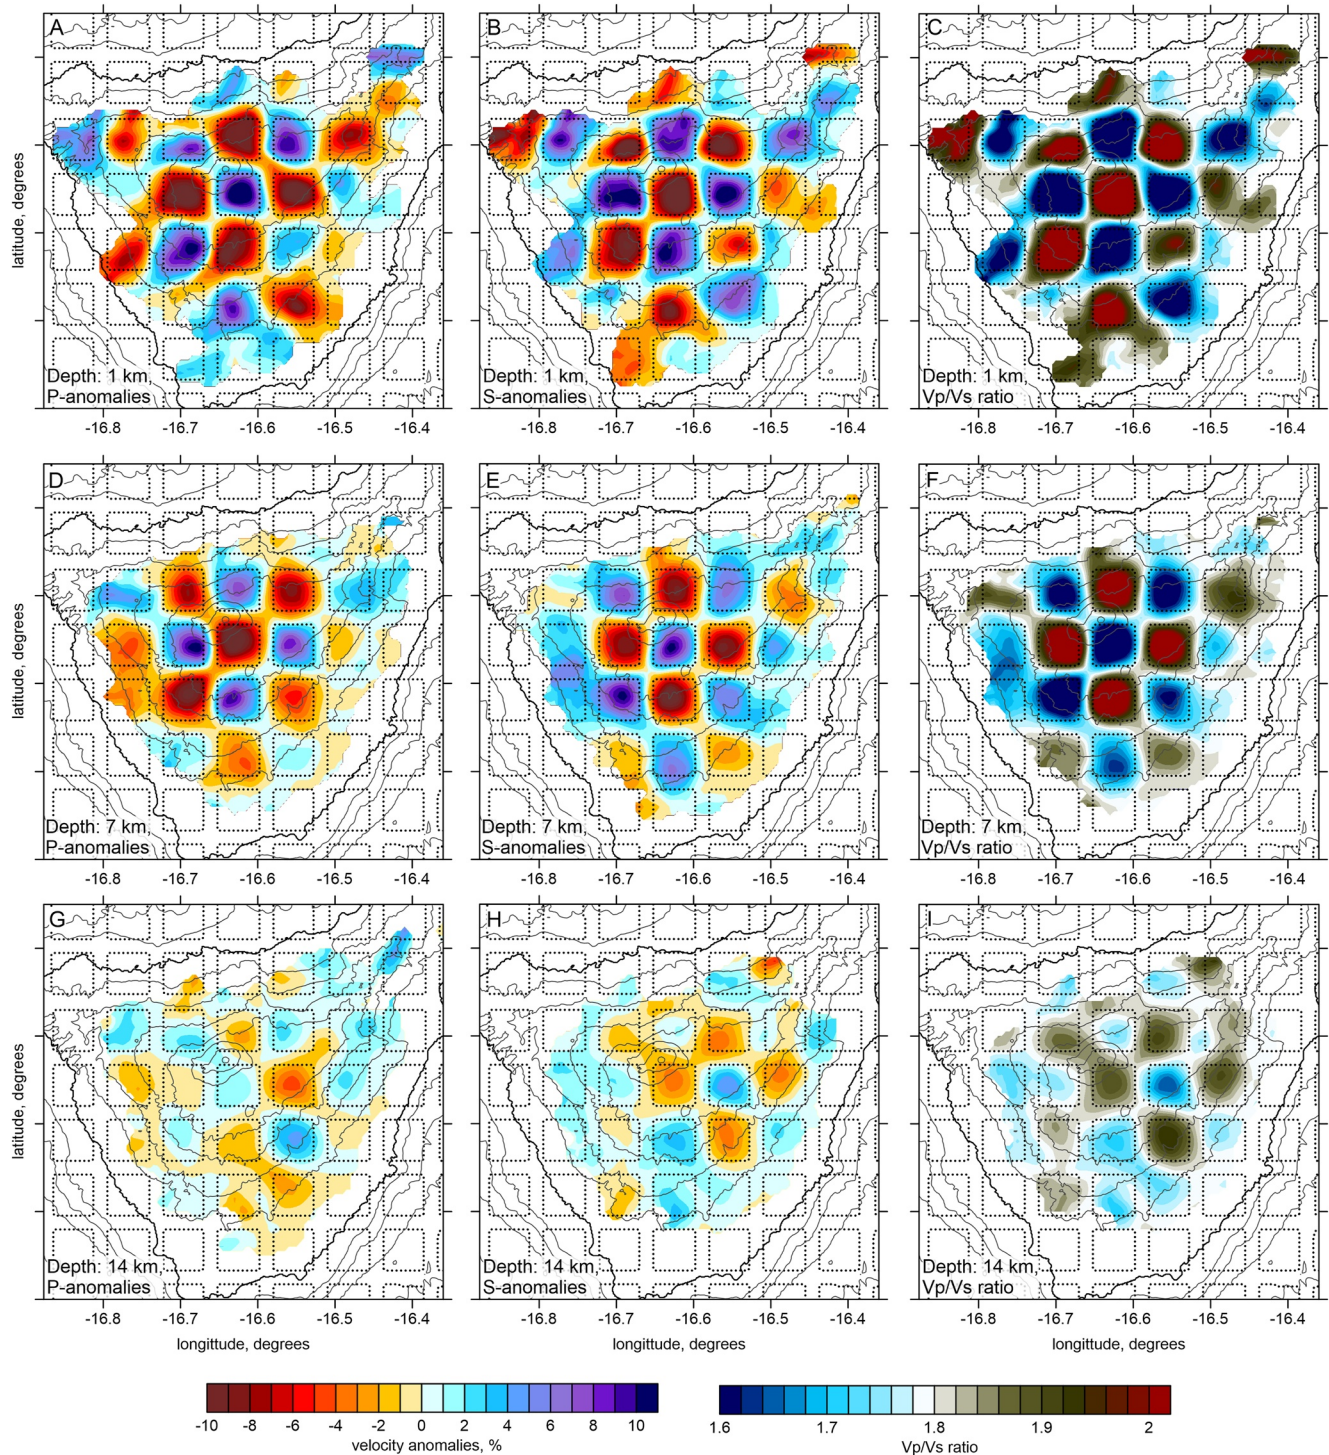 A
B
C
latitude, degrees
Depth: 1 km,
P-anomalies
Depth: 1 km,
S-anomalies
Depth: 1 km,
Vp/Vs ratio
-16.8 -16.7 -16.6 -16.5 -16.4
-16.8 -16.7 -16.6 -16.5 -16.4
-16.8 -16.7 -16.6 -16.5 -16.4
D
E
F
latitude, degrees
Depth: 7 km,
P-anomalies
Depth: 7 km,
S-anomalies
Depth: 7 km,
Vp/Vs ratio
-16.8 -16.7 -16.6 -16.5 -16.4
-16.8 -16.7 -16.6 -16.5 -16.4
-16.8 -16.7 -16.6 -16.5 -16.4
G
H
I
latitude, degrees
Depth: 14 km,
P-anomalies
Depth: 14 km,
S-anomalies
Depth: 14 km,
Vp/Vs ratio
-16.8 -16.7 -16.6 -16.5 -16.4
-16.8 -16.7 -16.6 -16.5 -16.4
-16.8 -16.7 -16.6 -16.5 -16.4
longittude, degrees
longittude, degrees
longittude, degrees
-10 -8 -6 -4 -2 0 2 4 6 8 10
velocity anomalies, %
1.6 1.7 1.8 1.9 2
Vp/Vs ratio